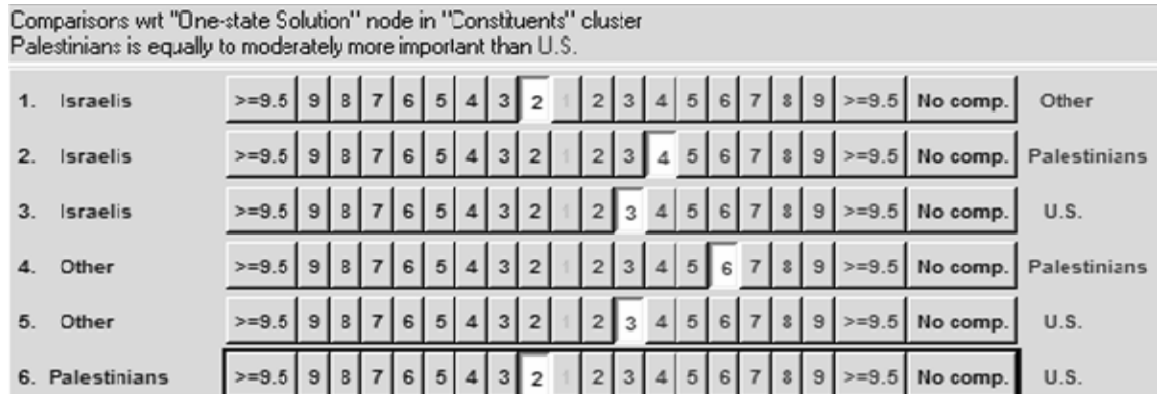 Comparisons wrt "One-state Solution" node in "Constituents" cluster
Palestinians is equally to moderately more important than U.S.
1. Israelis >=9.5 9 8 7 6 5 4 3 2 1 2 3 4 5 6 7 8 9 >=9.5 No comp. Other
2. Israelis >=9.5 9 8 7 6 5 4 3 2 1 2 3 4 5 6 7 8 9 >=9.5 No comp. Palestinians
3. Israelis >=9.5 9 8 7 6 5 4 3 2 1 2 3 4 5 6 7 8 9 >=9.5 No comp. U.S.
4. Other >=9.5 9 8 7 6 5 4 3 2 1 2 3 4 5 6 7 8 9 >=9.5 No comp. Palestinians
5. Other >=9.5 9 8 7 6 5 4 3 2 1 2 3 4 5 6 7 8 9 >=9.5 No comp. U.S.
6. Palestinians >=9.5 9 8 7 6 5 4 3 2 1 2 3 4 5 6 7 8 9 >=9.5 No comp. U.S.